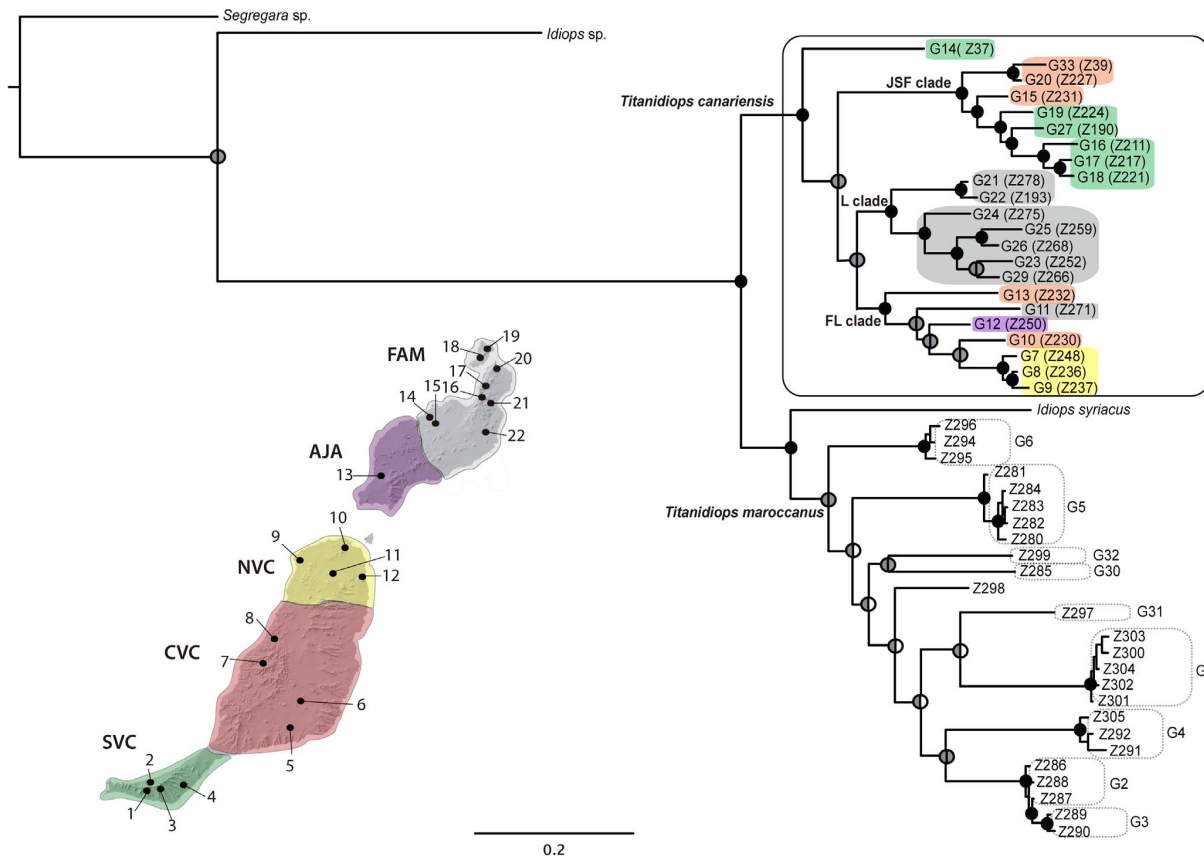 Segregara sp.
Idiops sp.
G14( Z37)
G33 (Z39)
JSF clade
G20 (Z227)
Titanidiops canariensis
G15 (Z231)
G19 (Z224)
G27 (Z190)
G16 (Z211)
G17 (Z217)
G18 (Z221)
G21 (Z278)
L clade
G22 (Z193)
G24 (Z275)
G25 (Z259)
G26 (Z268)
G23 (Z252)
G29 (Z266)
G13 (Z232)
G11 (Z271)
FL clade
G12 (Z250)
G10 (Z230)
G7 (Z248)
G8 (Z236)
G9 (Z237)
Idiops syriacus
Z296
Z294
G6
Z295
Z281
Z284
Titanidiops maroccanus
Z283
G5
Z282
Z280
Z299
G32
Z285
G30
Z298
Z297
G31
Z303
Z300
Z304
G
Z302
Z301
Z305
Z292
G4
Z291
Z286
Z288
G2
Z287
Z289
G3
Z290
FAM
18
19
20
17
16
15
14
21
22
AJA
13
NVC
9
10
11
12
CVC
8
7
6
5
SVC
2
1
3
4
0.2